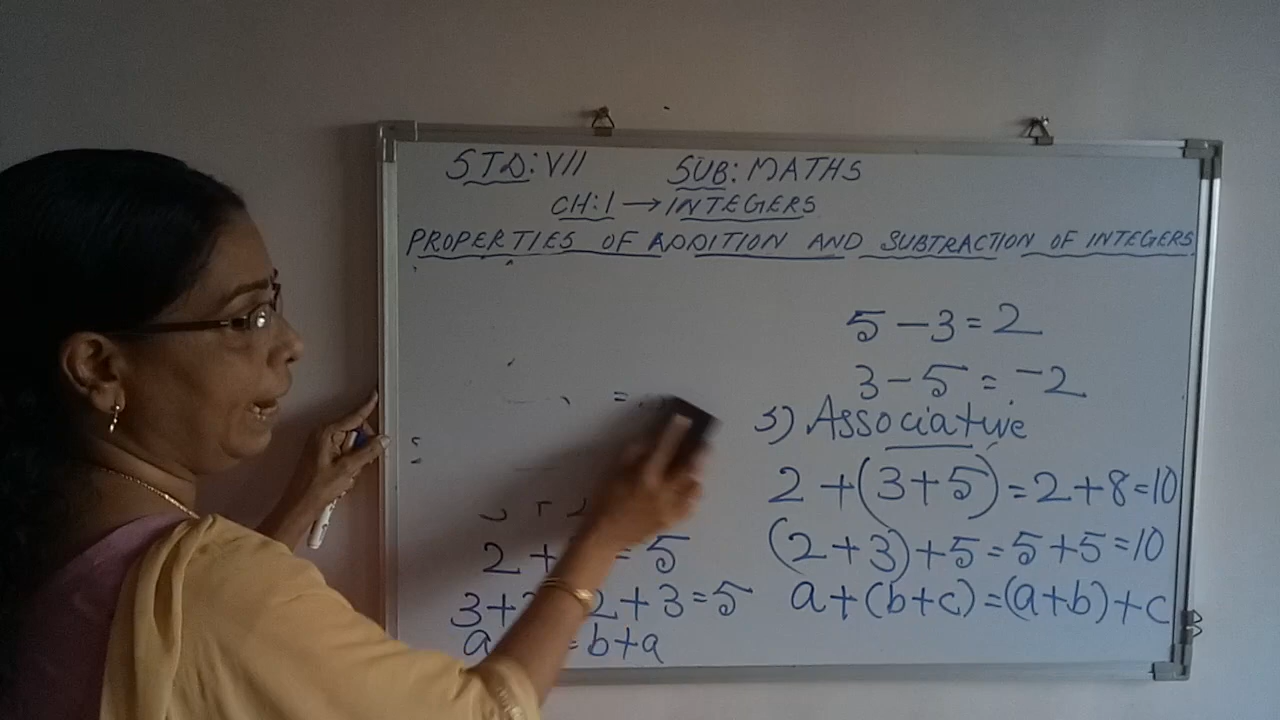 STD: VII SUB: MATHS
CH:1 → INTEGERS
PROPERTIES OF ADDITION AND SUBTRACTION OF INTEGERS
2 + = 5
3+ 2+3=5
a = b+a
5-3=2
3-5=-2
3) Associative
2+(3+5)=2+8=10
(2+3)+5=5+5=10
a+(b+c)=(a+b)+c